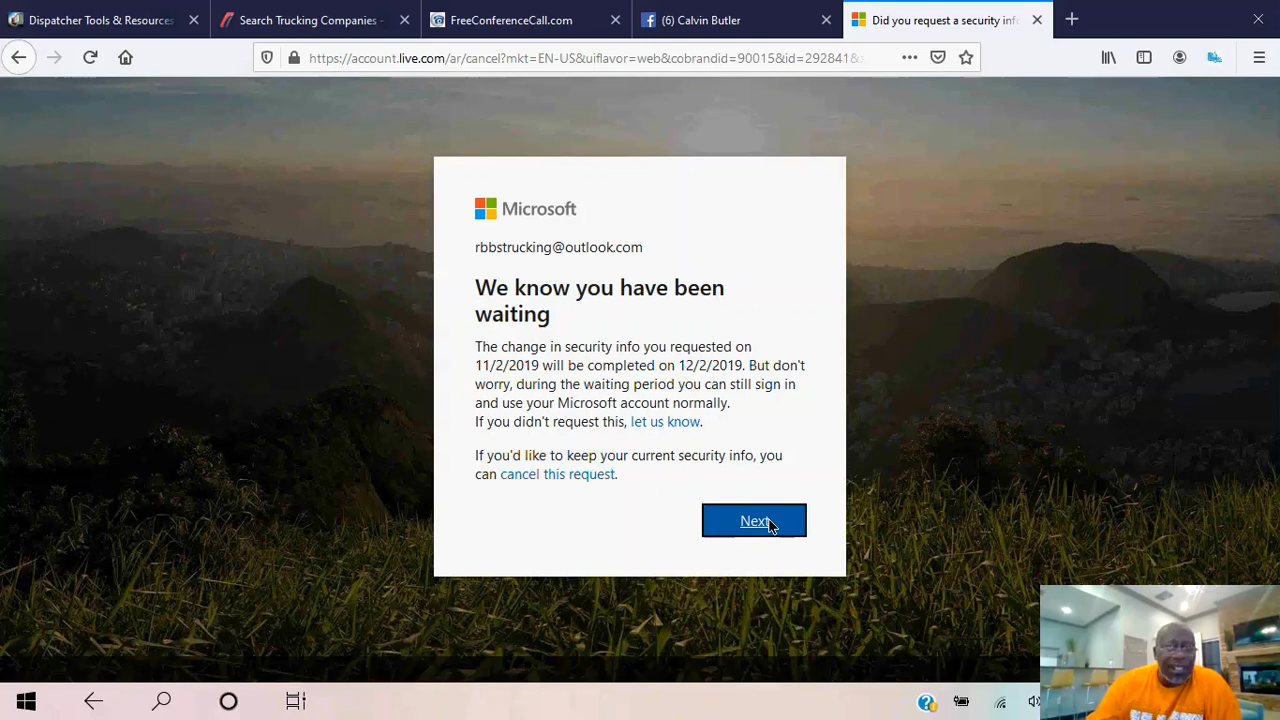 Dispatcher Tools & Resources
Search Trucking Companies -
FreeConferenceCall.com
(6) Calvin Butler
Did you request a security info
https://account.live.com/ar/cancel?mkt=EN-US&uiflavor=web&cobrandid=90015&id=292841&
Microsoft
rbbstrucking@outlook.com
We know you have been
waiting
The change in security info you requested on
11/2/2019 will be completed on 12/2/2019. But don't
worry, during the waiting period you can still sign in
and use your Microsoft account normally.
If you didn't request this, let us know.
If you'd like to keep your current security info, you
can cancel this request.
Next